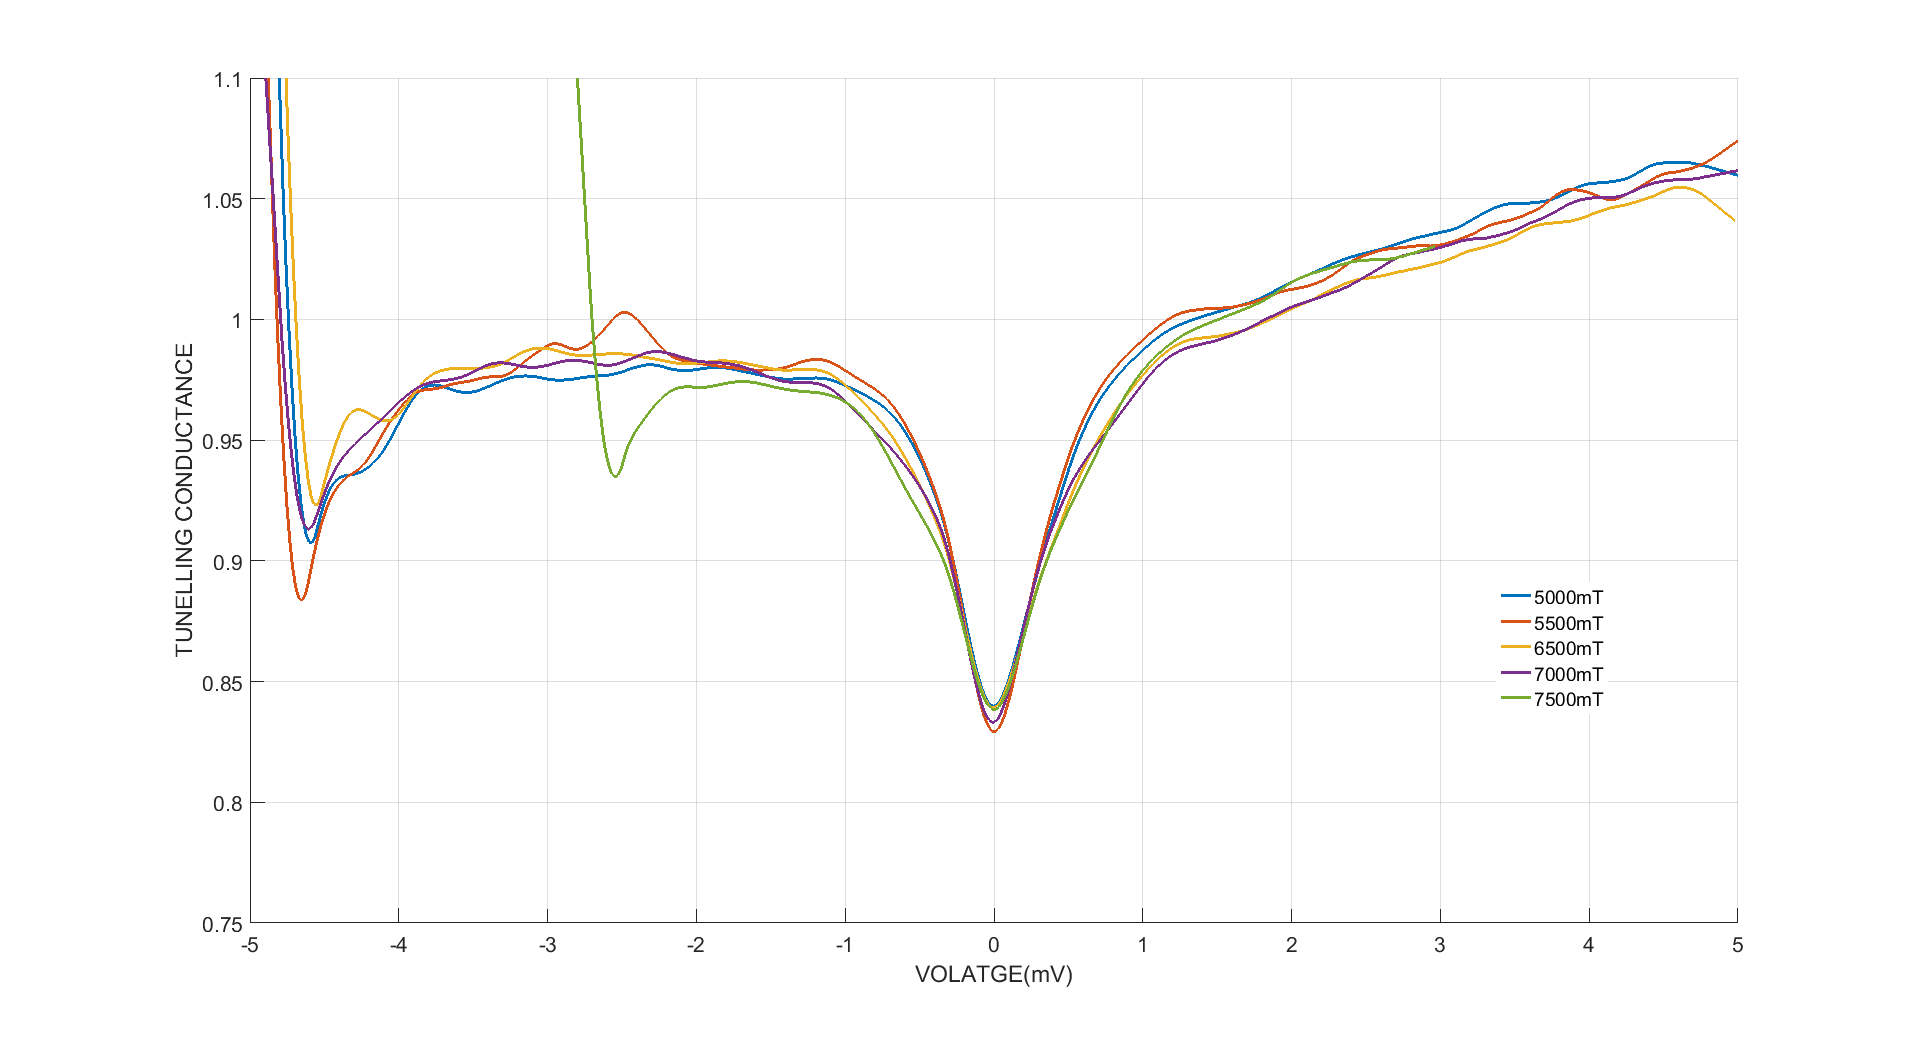 1.1
1.05
1
0.95
0.9
0.85
0.8
0.75
-5 -4 -3 -2 -1 0 1 2 3 4 5
TUNELLING CONDUCTANCE
VOLATGE(mV)
5000mT
5500mT
6500mT
7000mT
7500mT